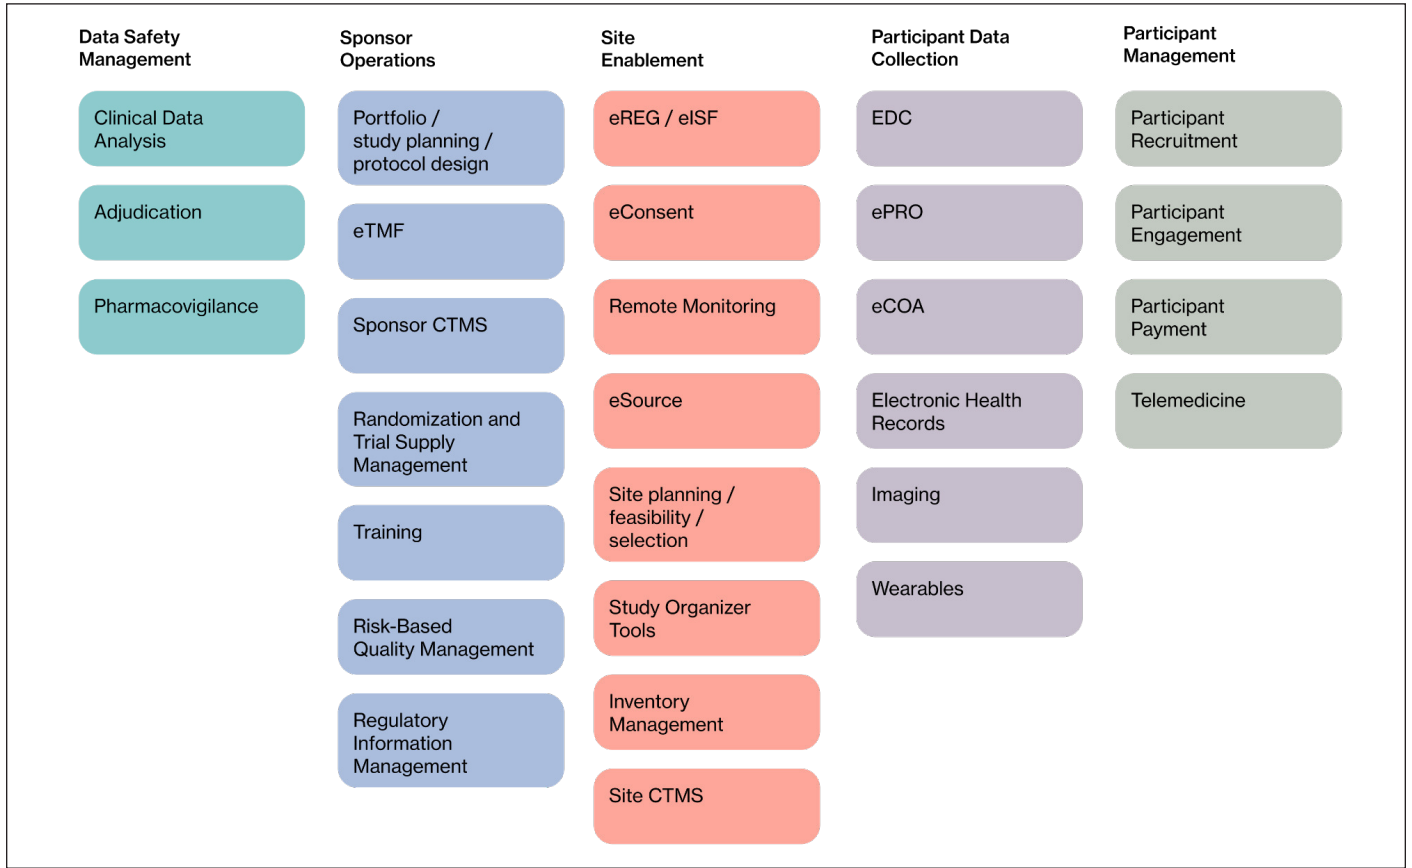 Data Safety
Management
Clinical Data
Analysis
Adjudication
Pharmacovigilance
Sponsor
Operations
Portfolio /
study planning /
protocol design
eTMF
Sponsor CTMS
Randomization and
Trial Supply
Management
Training
Risk-Based
Quality Management
Regulatory
Information
Management
Site
Enablement
eREG / eISF
eConsent
Remote Monitoring
eSource
Site planning /
feasibility /
selection
Study Organizer
Tools
Inventory
Management
Site CTMS
Participant Data
Collection
EDC
ePRO
eCOA
Electronic Health
Records
Imaging
Wearables
Participant
Management
Participant
Recruitment
Participant
Engagement
Participant
Payment
Telemedicine